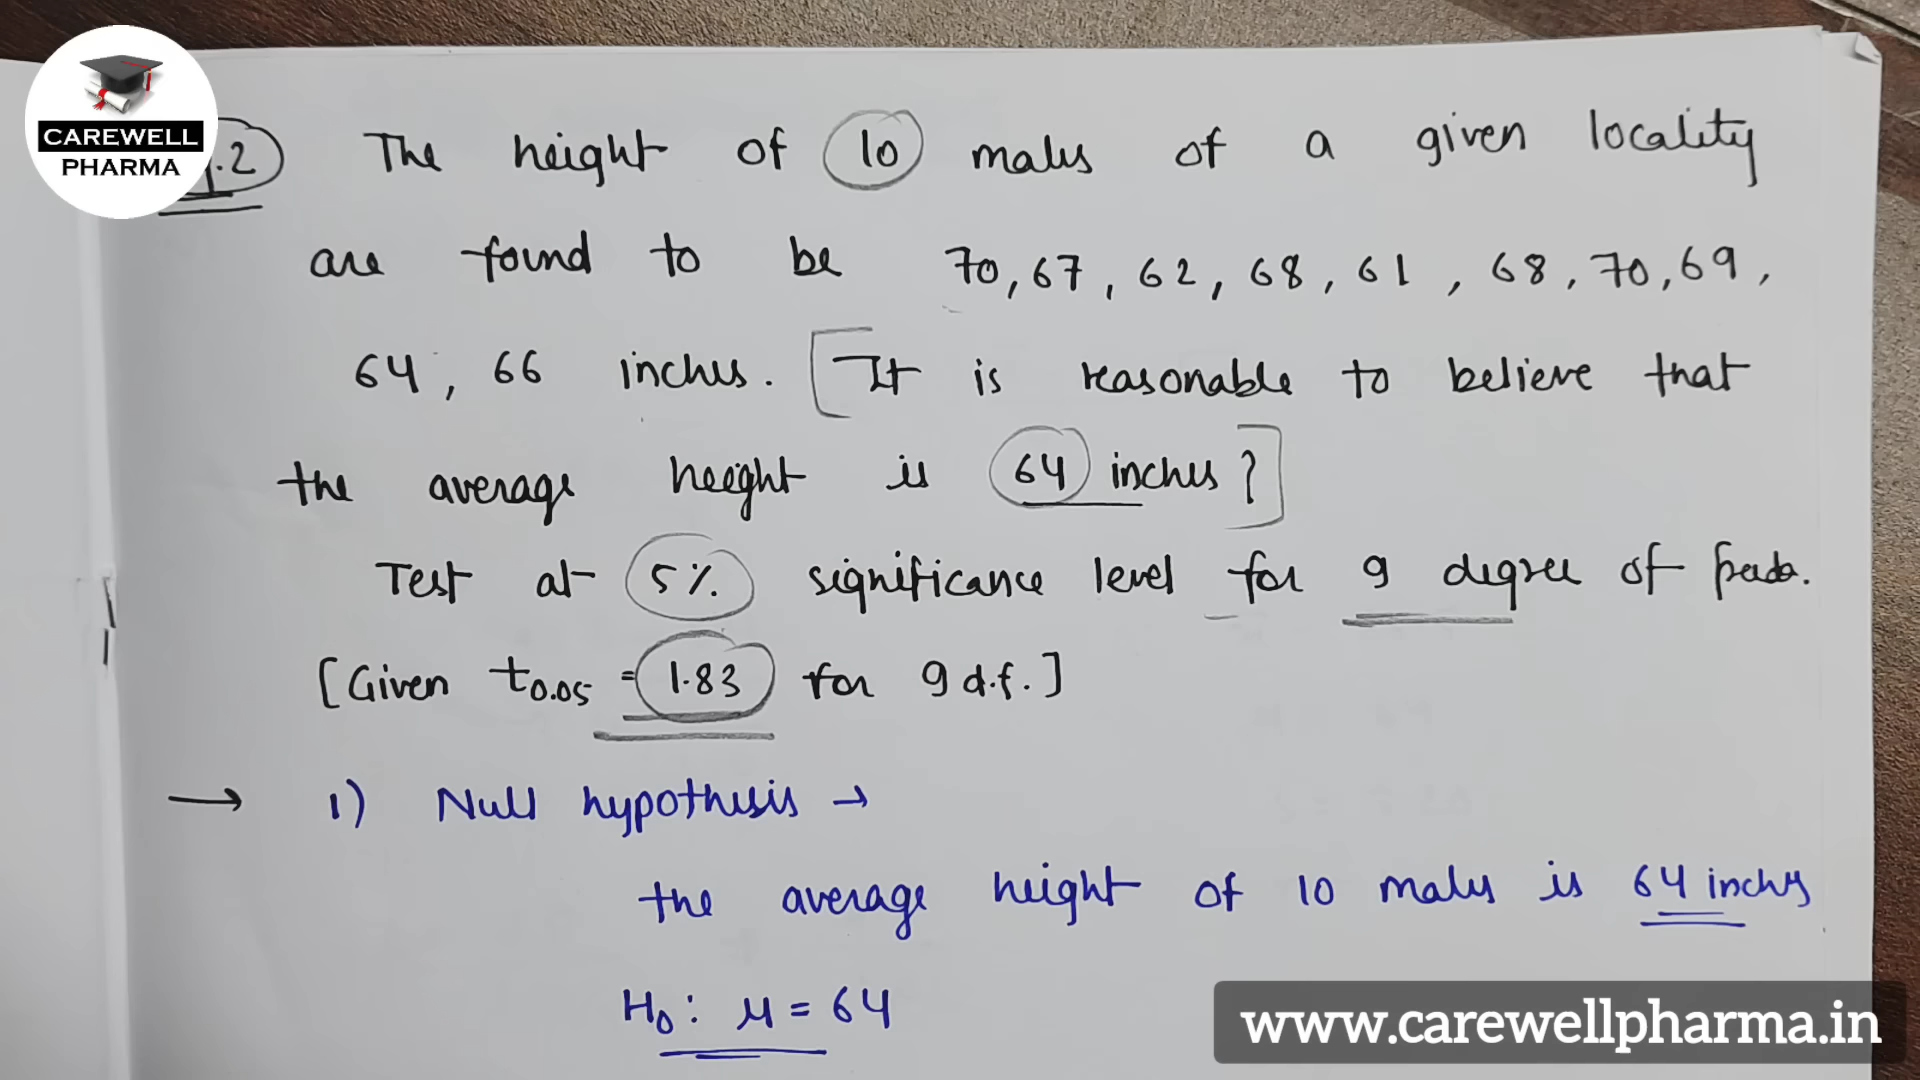 CAREWELL
PHARMA
.2 The height of 10 males of a given locality
are found to be 70, 67, 62, 68, 61, 68, 70, 69,
64, 66 inches. [It is reasonable to believe that
the average height is 64 inches?]
Test at 5% significance level for 9 degree of
[Given t0.05 = 1.83 for 9 d.f.]
→ 1) Null hypothesis →
the average height of 10 males is 64 inches
H0: μ = 64
www.carewellpharma.in